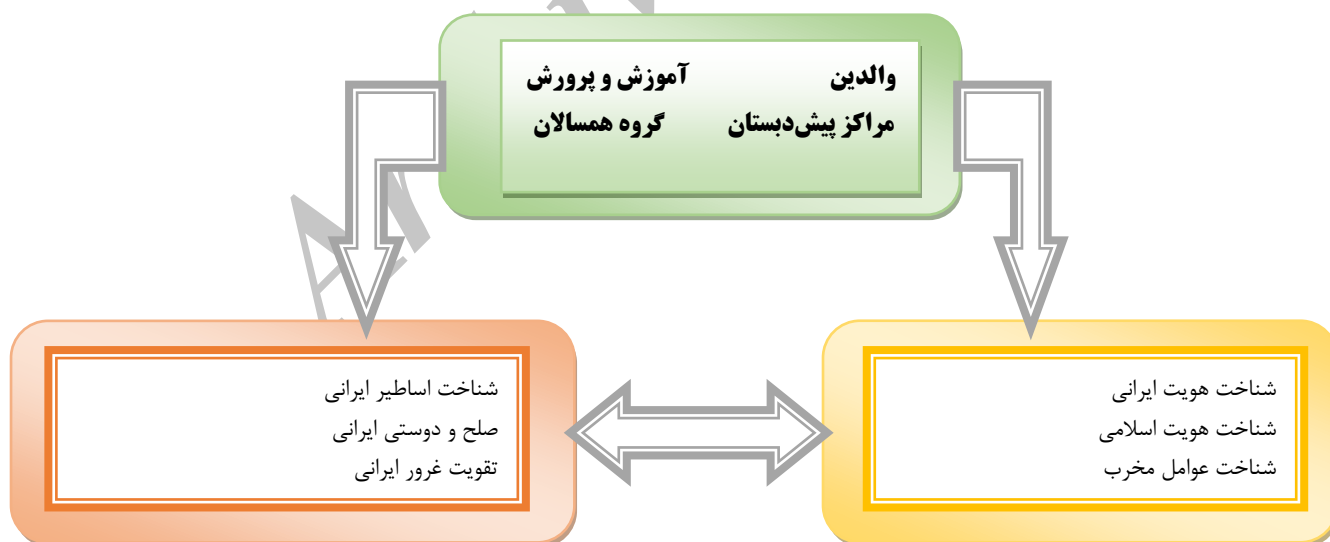 والدین آموزش و پرورش
مراکز پیش‌دبستان گروه همسالان
شناخت هویت ایرانی
شناخت هویت اسلامی
شناخت عوامل مخرب
شناخت اساطیر ایرانی
صلح و دوستی ایرانی
تقویت غرور ایرانی